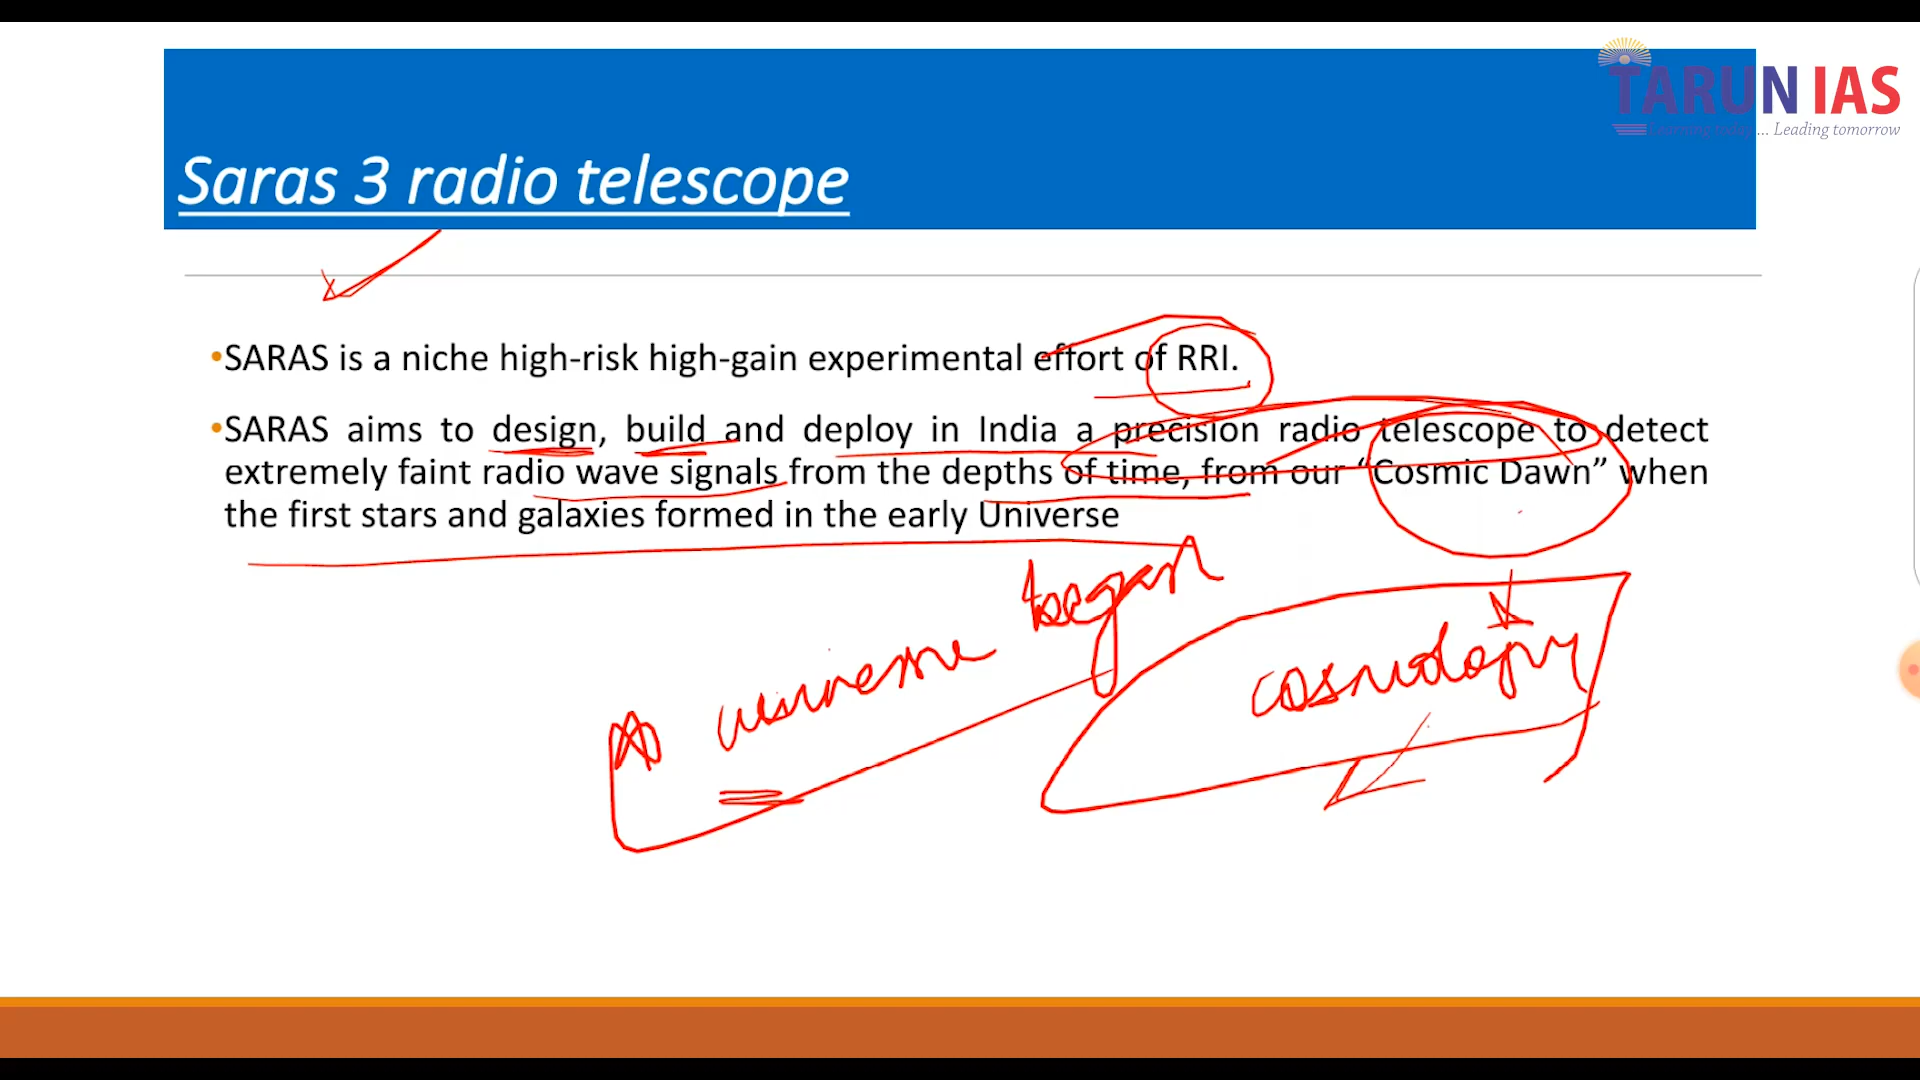 TARUN IAS
Learning today... Leading tomorrow
Saras 3 radio telescope
•SARAS is a niche high-risk high-gain experimental effort of RRI.
•SARAS aims to design, build and deploy in India a precision radio telescope to detect
extremely faint radio wave signals from the depths of time, from our “Cosmic Dawn” when
the first stars and galaxies formed in the early Universe
began
universe
cosmology